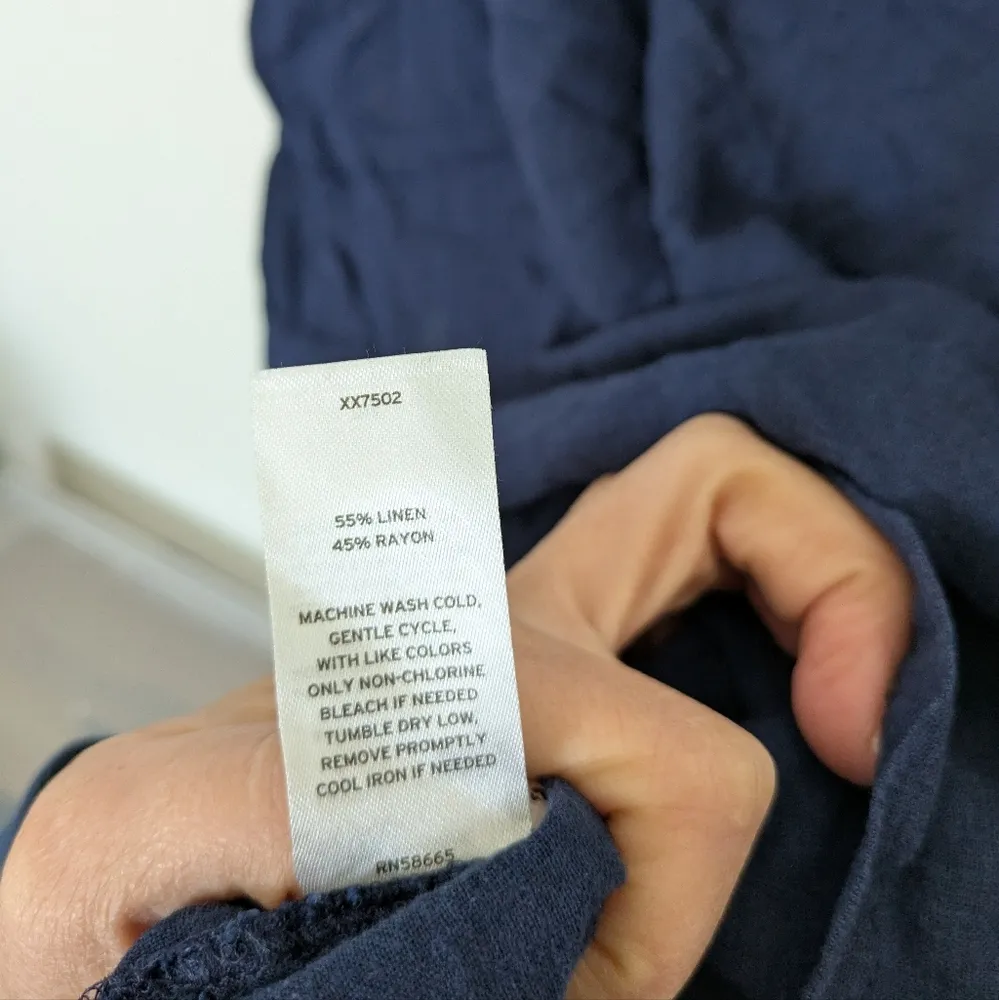 XX7502
55% LINEN
45% RAYON
MACHINE WASH COLD,
GENTLE CYCLE,
WITH LIKE COLORS
ONLY NON-CHLORINE
BLEACH IF NEEDED
TUMBLE DRY LOW,
REMOVE PROMPTLY
COOL IRON IF NEEDED
RN58665